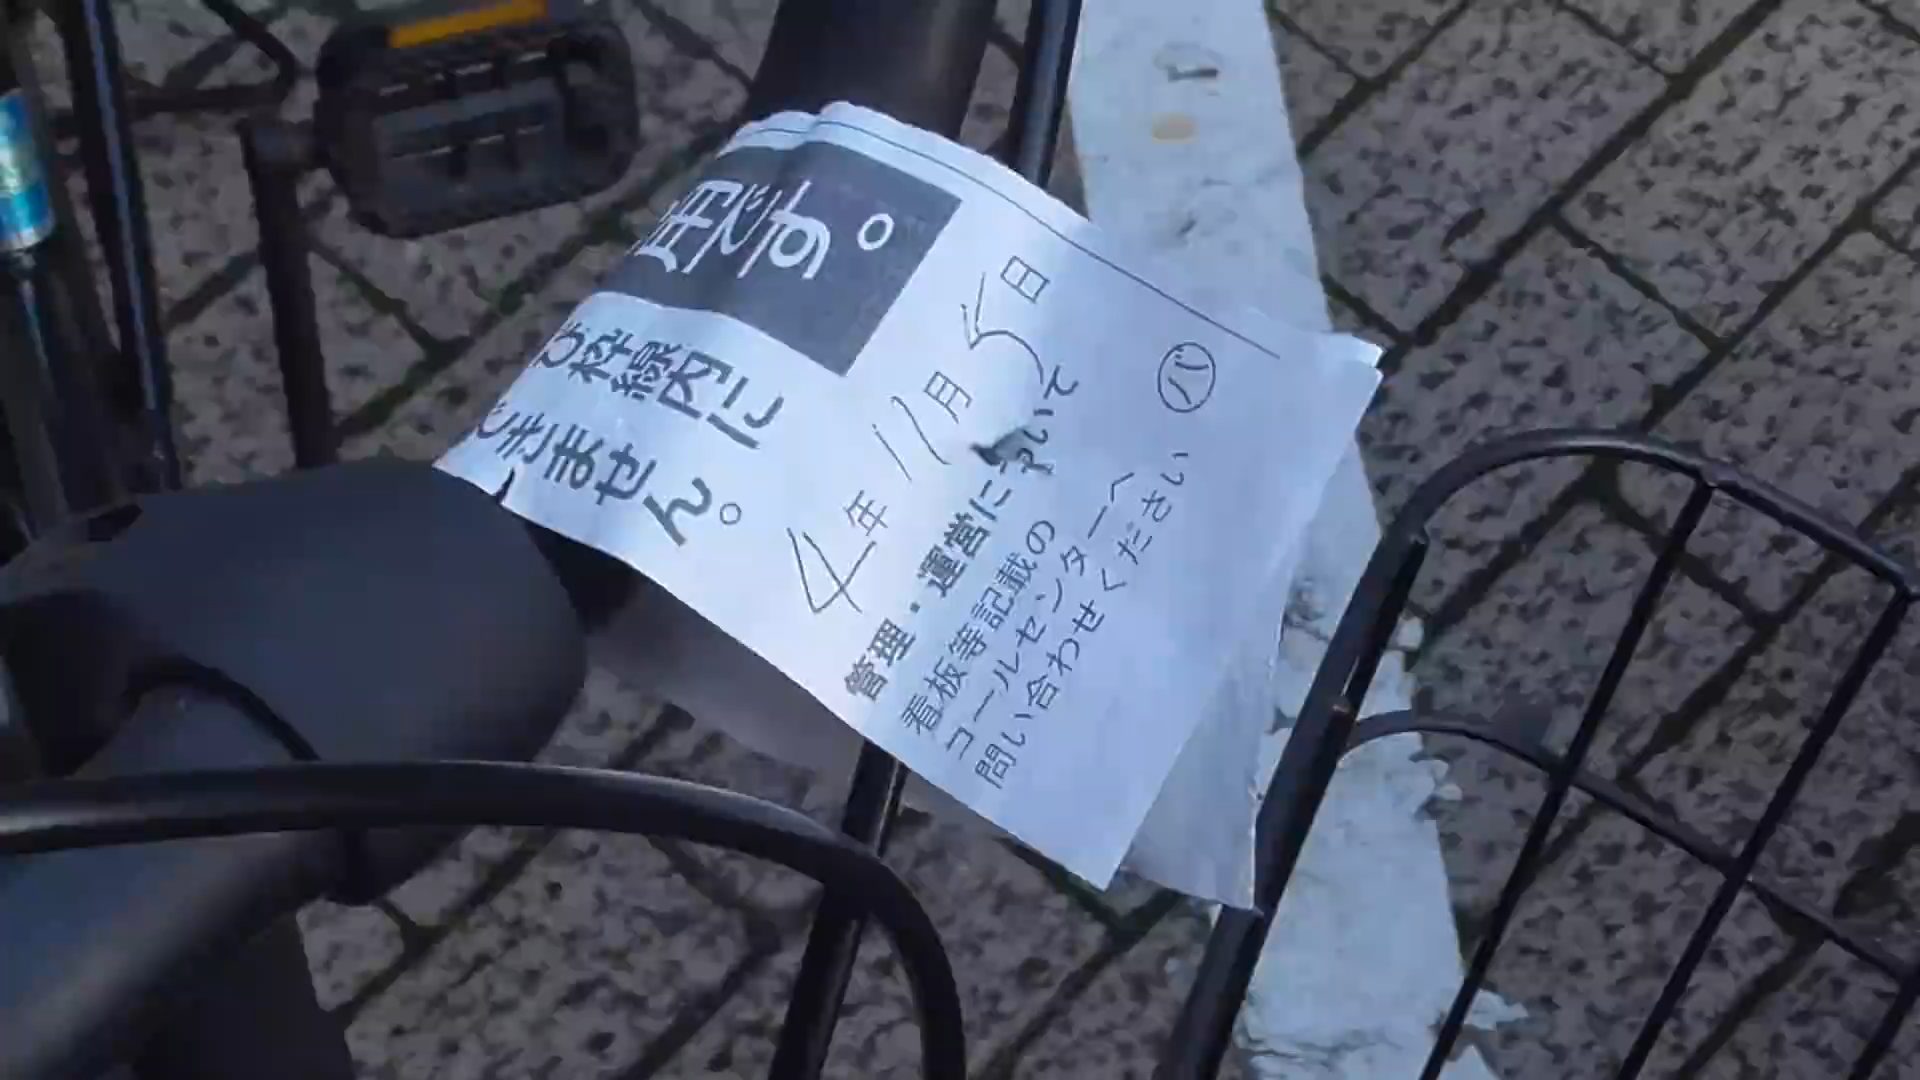 用です。
び枠線内に
できません。
4年11月5日
管理・運営について
看板等記載の
コールセンターへ
問い合わせください
バ